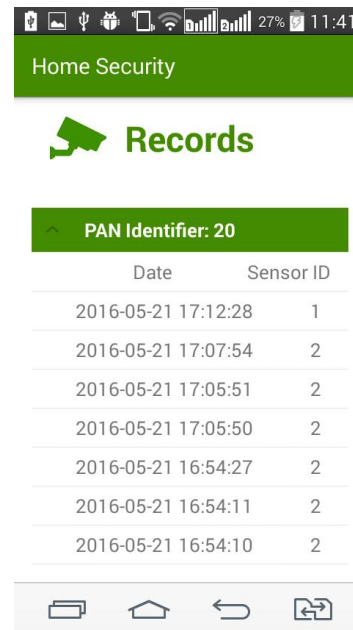 27% 11:41
Home Security
Records
PAN Identifier: 20
Date Sensor ID
2016-05-21 17:12:28 1
2016-05-21 17:07:54 2
2016-05-21 17:05:51 2
2016-05-21 17:05:50 2
2016-05-21 16:54:27 2
2016-05-21 16:54:11 2
2016-05-21 16:54:10 2